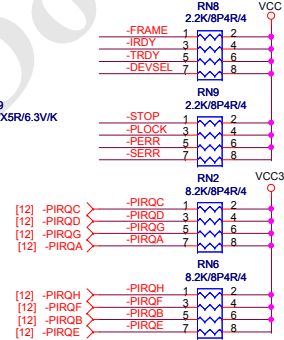 RN8 VCC
2.2K/8P4R/4
-FRAME 1 2
-IRDY 3 4
-TRDY 5 6
-DEVSEL 7 8
9
X5R/6.3V/K
RN9
2.2K/8P4R/4
-STOP 1 2
-PLOCK 3 4
-PERR 5 6
-SERR 7 8
RN2 VCC3
8.2K/8P4R/4
[12] -PIRQC -PIRQC 1 2
[12] -PIRQD -PIRQD 3 4
[12] -PIRQG -PIRQG 5 6
[12] -PIRQA -PIRQA 7 8
RN6
8.2K/8P4R/4
[12] -PIRQH -PIRQH 1 2
[12] -PIRQF -PIRQF 3 4
[12] -PIRQB -PIRQB 5 6
[12] -PIRQE -PIRQE 7 8